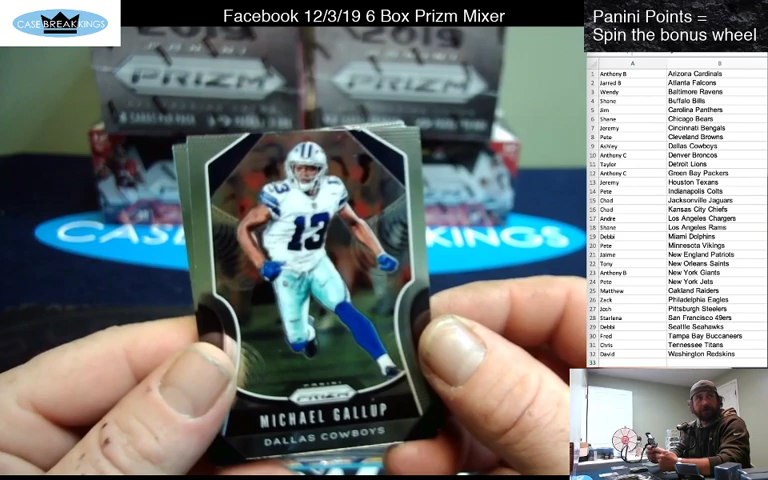 CASE BREAK KINGS
Facebook 12/3/19 6 Box Prizm Mixer
Panini Points =
Spin the bonus wheel
A B
1 Anthony B Arizona Cardinals
2 Jarred B Atlanta Falcons
3 Wendy Baltimore Ravens
4 Shane Buffalo Bills
5 Jim Carolina Panthers
6 Shane Chicago Bears
7 Jeremy Cincinnati Bengals
8 Pete Cleveland Browns
9 Ashley Dallas Cowboys
10 Anthony C Denver Broncos
11 Taylor Detroit Lions
12 Anthony C Green Bay Packers
13 Jeremy Houston Texans
14 Pete Indianapolis Colts
15 Chad Jacksonville Jaguars
16 Chad Kansas City Chiefs
17 Andre Los Angeles Chargers
18 Shane Los Angeles Rams
19 Debbi Miami Dolphins
20 Pete Minnesota Vikings
21 Jaime New England Patriots
22 Tony New Orleans Saints
23 Anthony B New York Giants
24 Pete New York Jets
25 Matthew Oakland Raiders
26 Zack Philadelphia Eagles
27 Josh Pittsburgh Steelers
28 Starlena San Francisco 49ers
29 Debbi Seattle Seahawks
30 Fred Tampa Bay Buccaneers
31 Chris Tennessee Titans
32 David Washington Redskins
33
2019 2019
PANINI
PRIZM PRIZM
CASE KINGS
13
13
PANINI
PRIZM
MICHAEL GALLUP
DALLAS COWBOYS